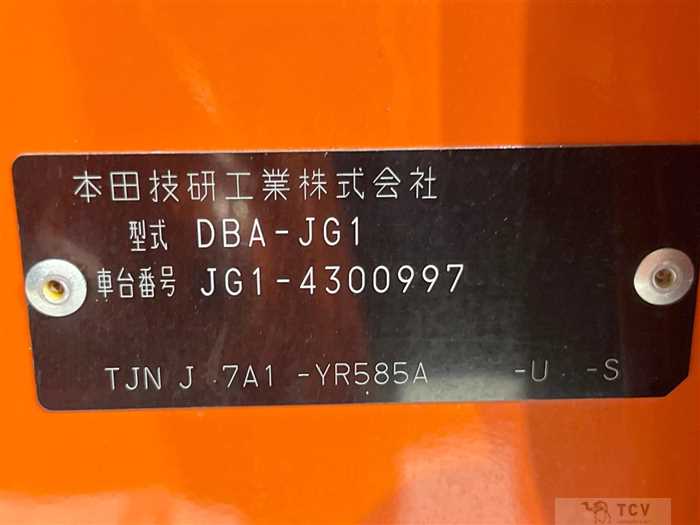 本田技研工業株式会社
型式 DBA-JG1
車台番号 JG1-4300997
TJN J 7A1 -YR585A -U -S
TCV